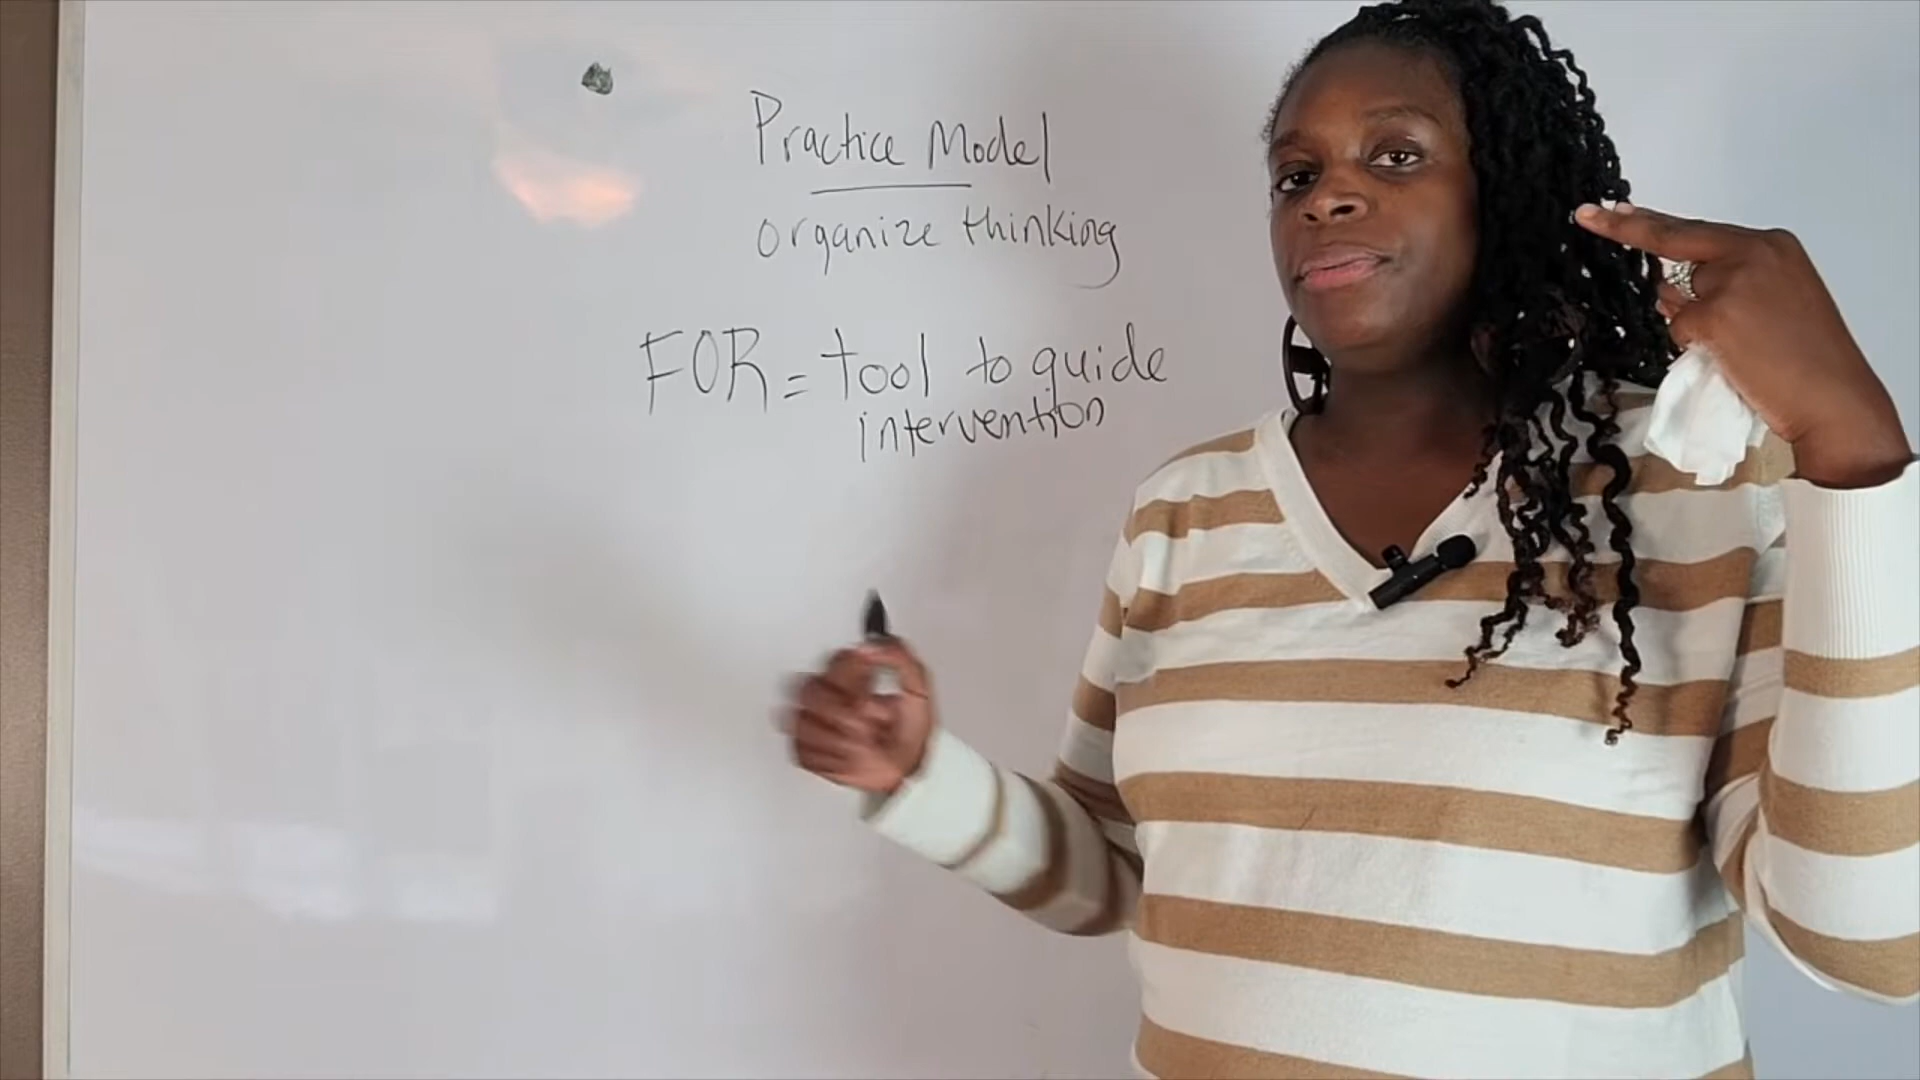 Practice Model
organize thinking
FOR = tool to guide
intervention